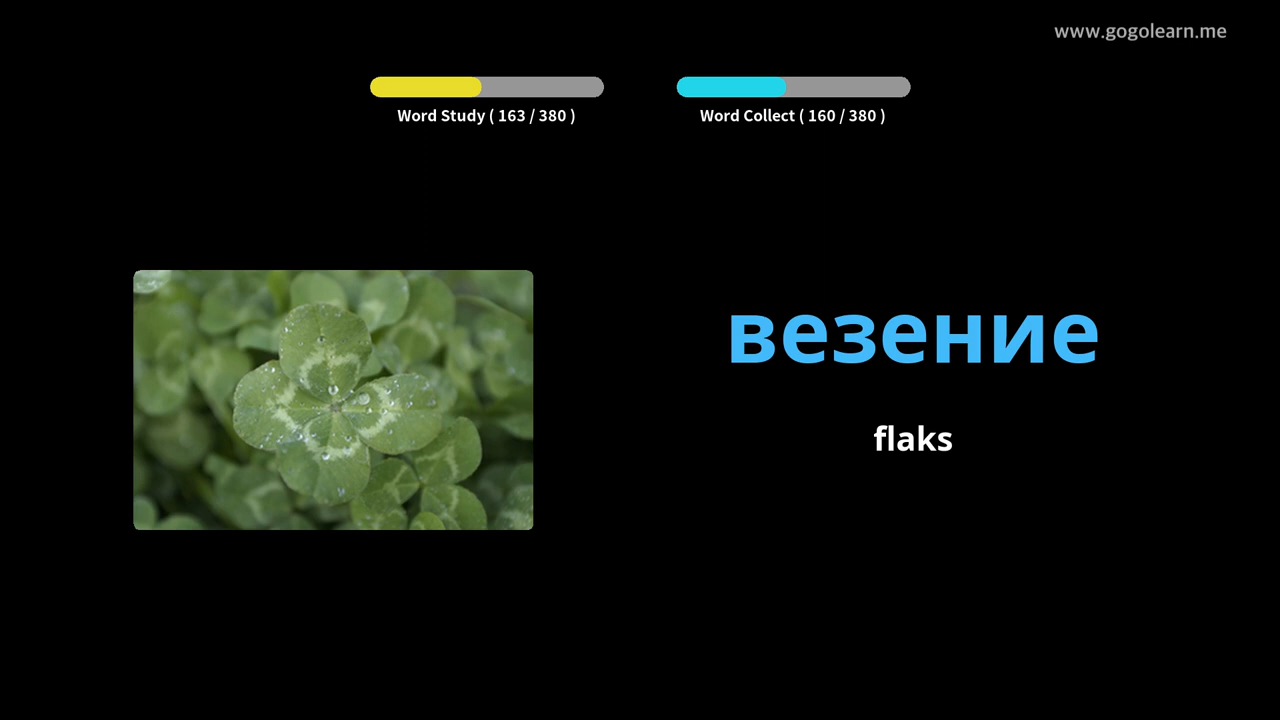 www.gogolearn.me
Word Study ( 163 / 380 )
Word Collect ( 160 / 380 )
везение
flaks